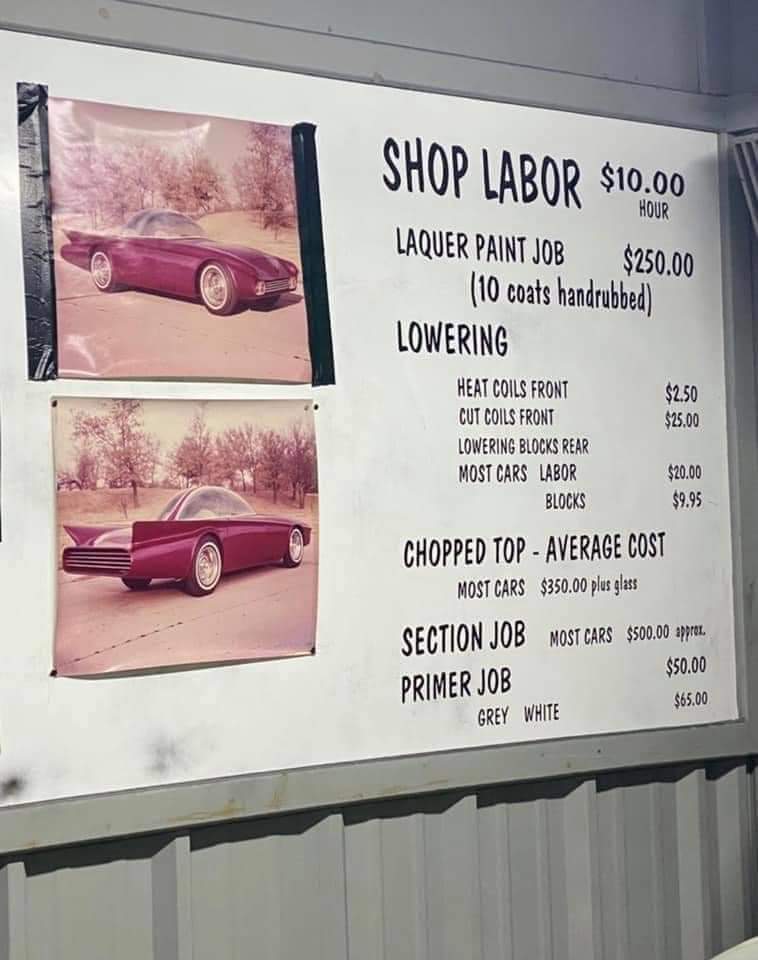 SHOP LABOR $10.00
HOUR
LAQUER PAINT JOB $250.00
(10 coats handrubbed)
LOWERING
HEAT COILS FRONT $2.50
CUT COILS FRONT $25.00
LOWERING BLOCKS REAR
MOST CARS LABOR $20.00
BLOCKS $9.95
CHOPPED TOP - AVERAGE COST
MOST CARS $350.00 plus glass
SECTION JOB MOST CARS $500.00 approx.
PRIMER JOB $50.00
GREY WHITE $65.00